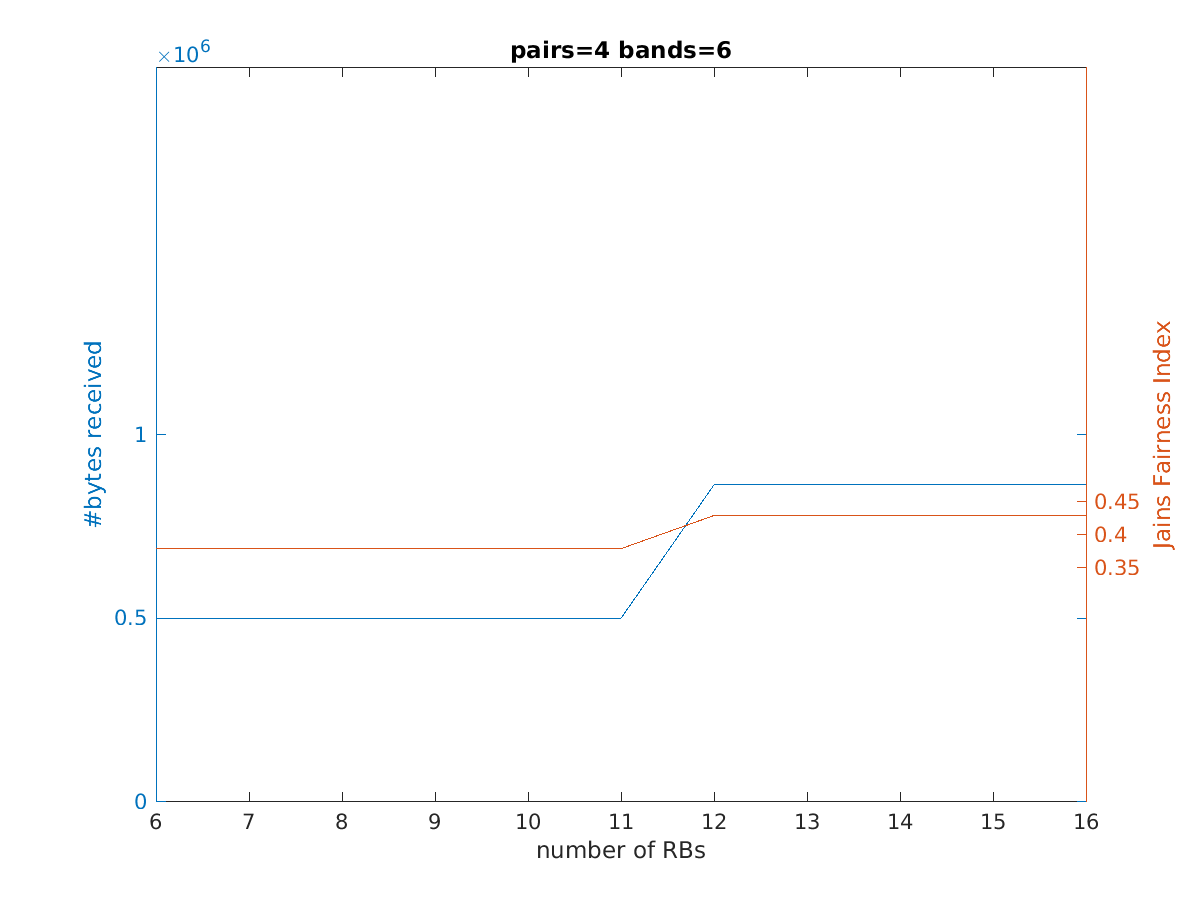 pairs=4 bands=6
×10^6
#bytes received
1
0.5
0
Jains Fairness Index
0.45
0.4
0.35
6 7 8 9 10 11 12 13 14 15 16
number of RBs